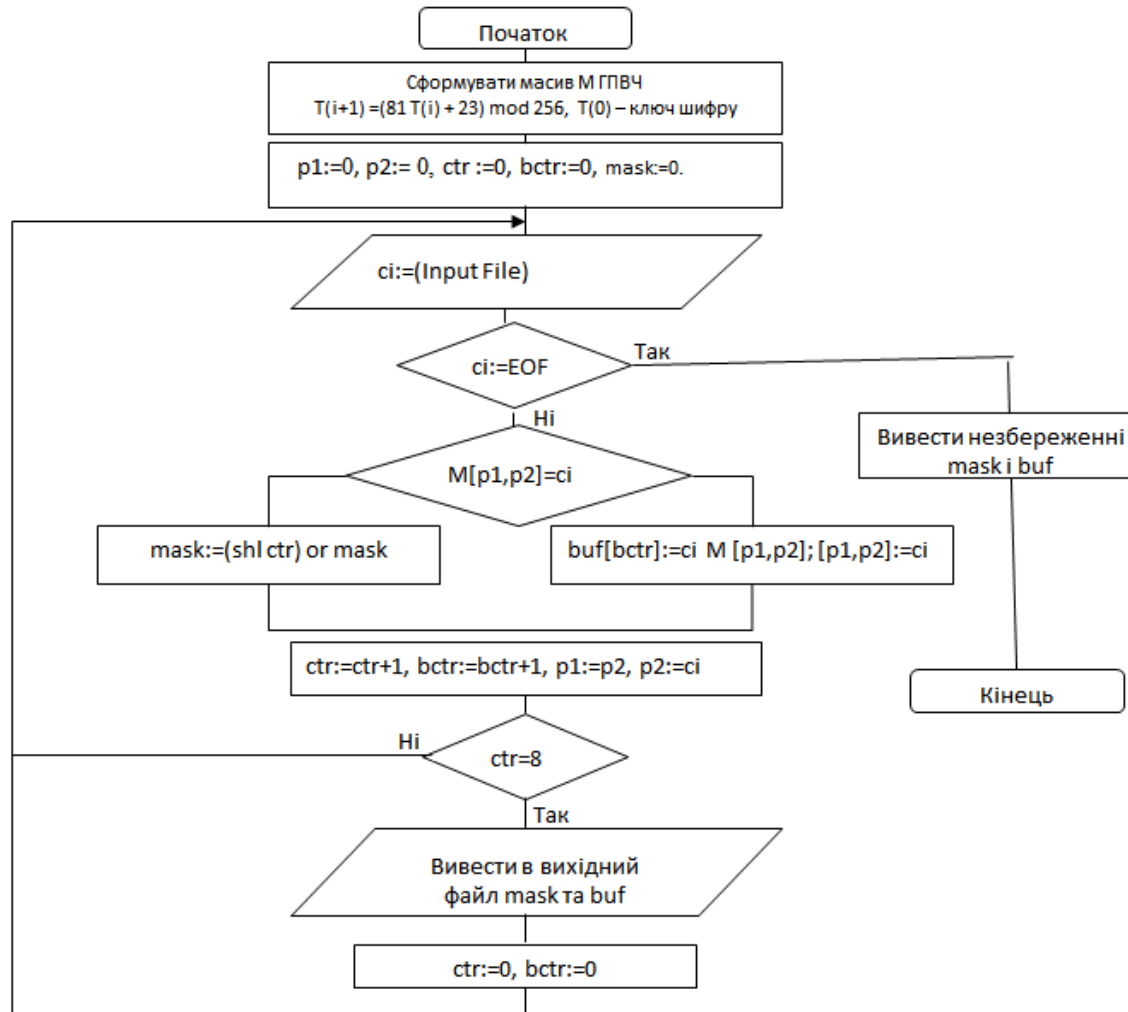 Початок
Сформувати масив М ГПВЧ
T(i+1) =(81 T(i) + 23) mod 256, T(0) – ключ шифру
p1:=0, p2:= 0, ctr :=0, bctr:=0, mask:=0.
ci:=(Input File)
ci:=EOF
Так
Ні
M[p1,p2]=ci
Вивести незбереженні
mask і buf
mask:=(shl ctr) or mask
buf[bctr]:=ci M [p1,p2]; [p1,p2]:=ci
ctr:=ctr+1, bctr:=bctr+1, p1:=p2, p2:=ci
Кінець
Ні
ctr=8
Так
Вивести в вихідний
файл mask та buf
ctr:=0, bctr:=0